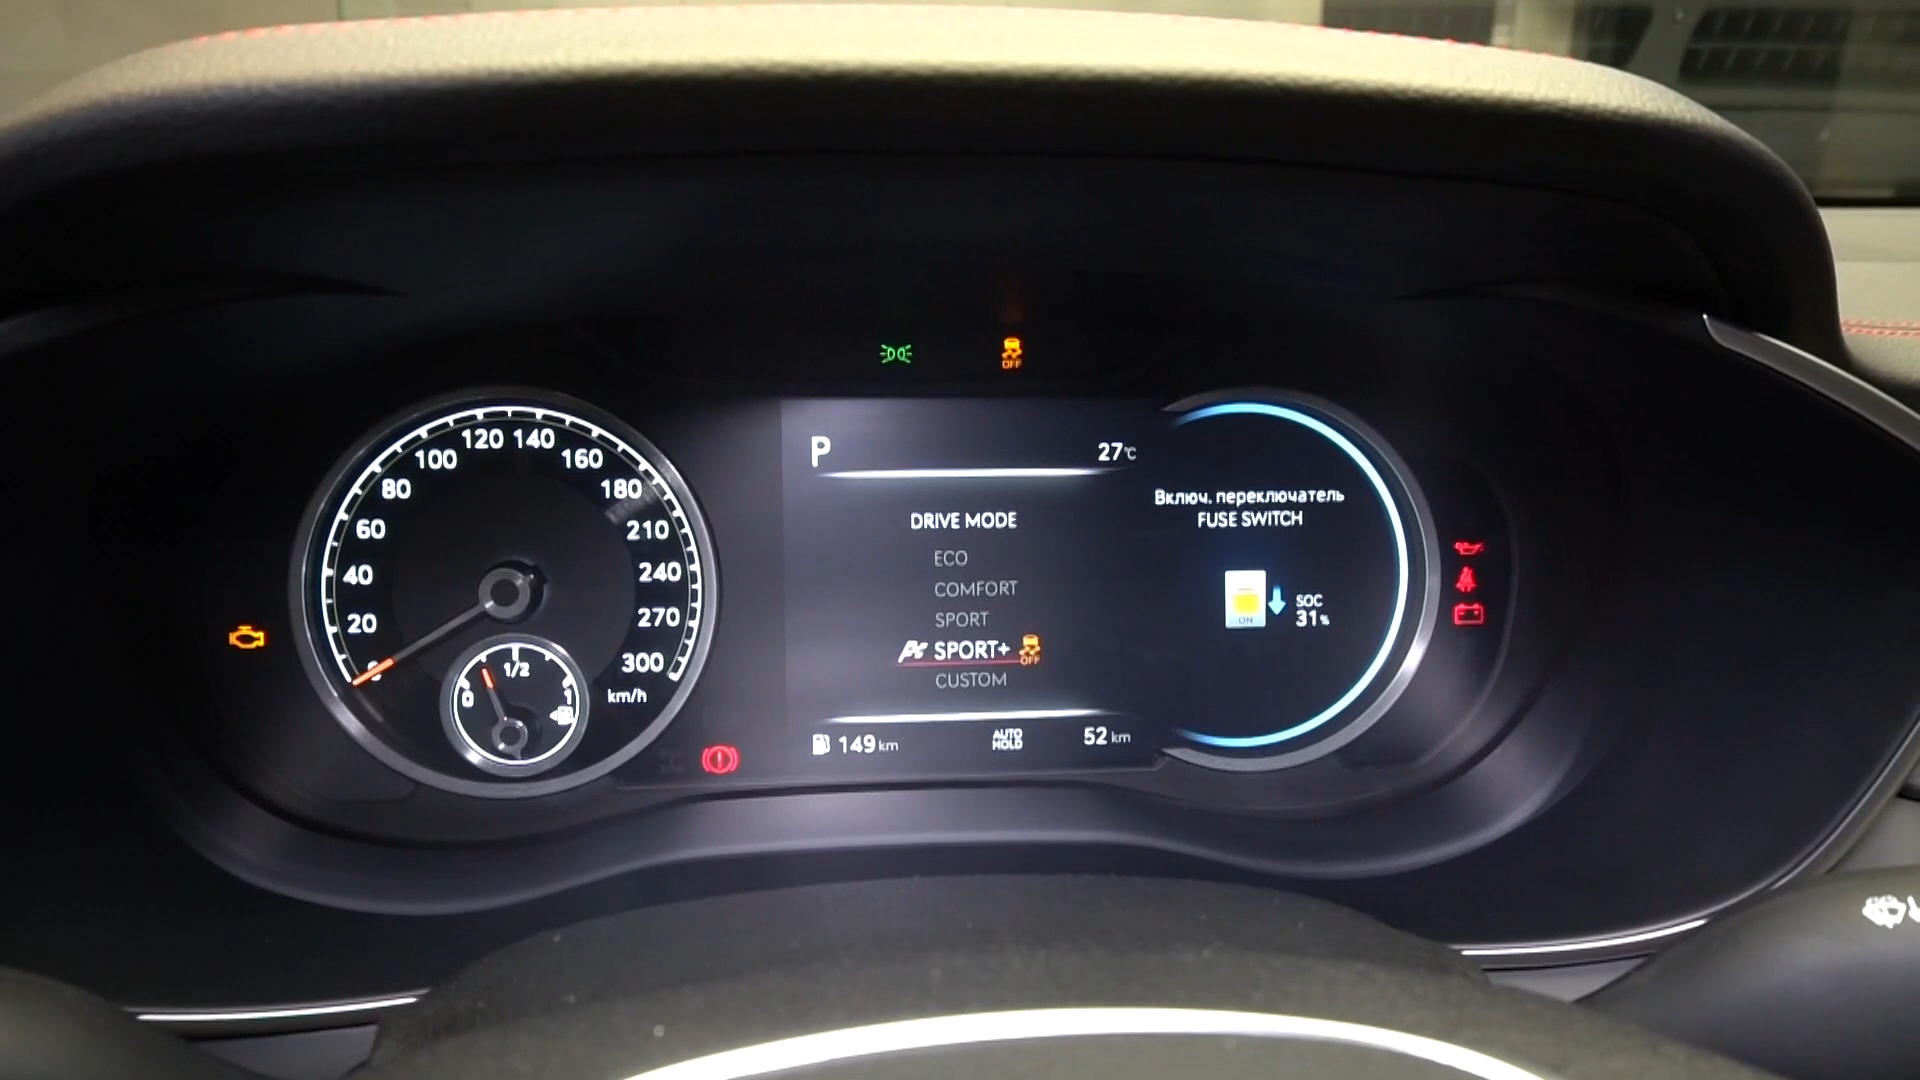 OFF
120 140
100
160
80
180
60
210
40
240
20
270
0
300
km/h
0
1/2
1
P
27°C
DRIVE MODE
ECO
COMFORT
SPORT
SPORT+ OFF
CUSTOM
149 km
AUTO HOLD
52 km
Включ. переключатель
FUSE SWITCH
ON
SOC
31%